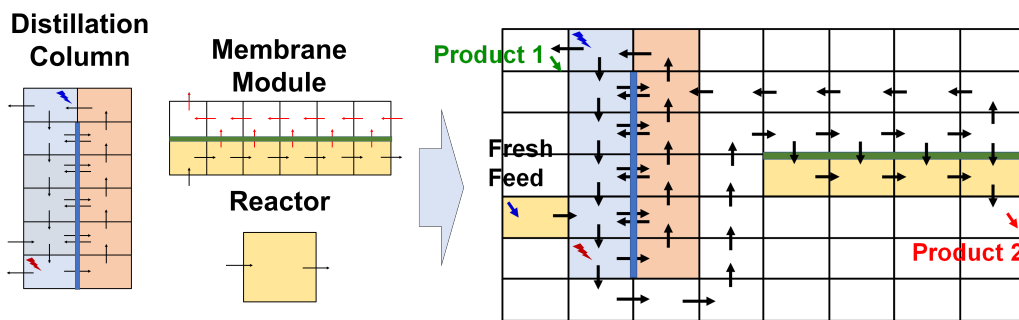 Distillation
Column
Membrane
Module
Reactor
Product 1
Fresh
Feed
Product 2